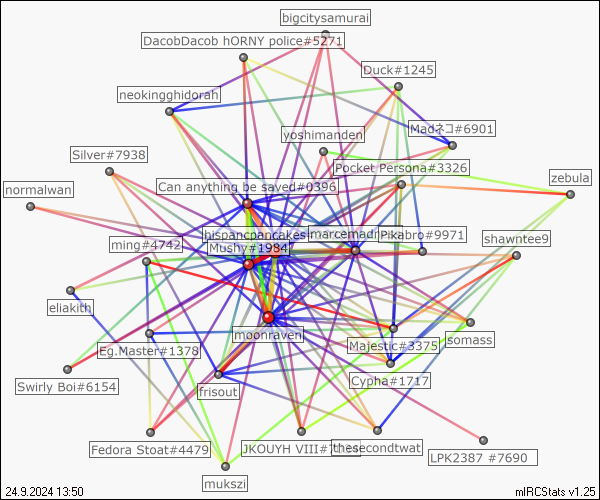 bigcitysamurai
DacobDacob hORNY police#5271
Duck#1245
neokingghidorah
Madネコ#6901
yoshimanden
Silver#7938
Pocket Persona#3326
zebula
normalwan
Can anything be saved#0396
hispanicpancakes
marcemadr
Pikabro#9971
shawntee9
ming#4742
Mushy#1984
eliakith
moonraven
Majestic#3375
somass
Eg.Master#1378
Cypha#1717
Swirly Boi#6154
frisout
Fedora Stoat#4479
JKOUYH VIII#7
thesecondtwat
LPK2387 #7690
mukszi
24.9.2024 13:50
mIRCStats v1.25